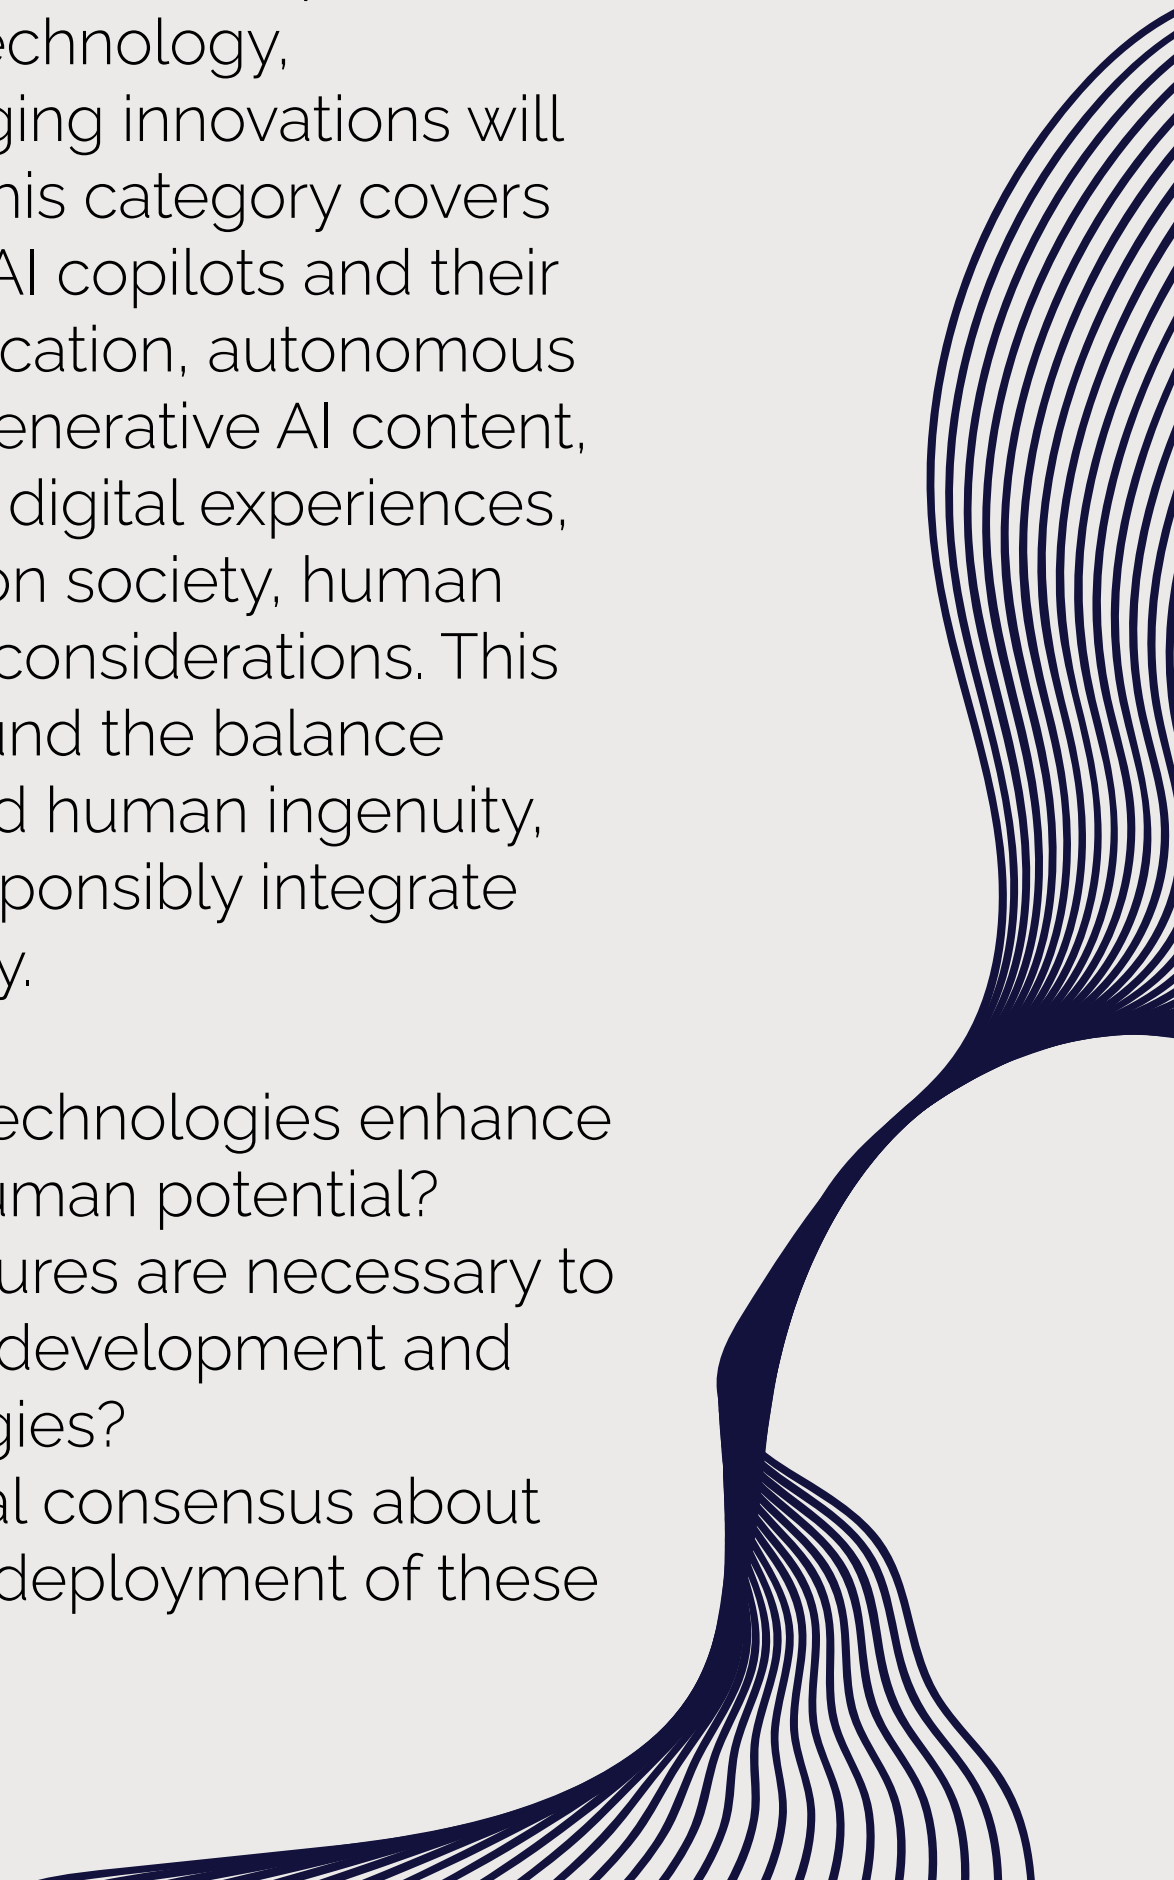 echnology,
ging innovations will
his category covers
AI copilots and their
cation, autonomous
enerative AI content,
digital experiences,
on society, human
considerations. This
und the balance
d human ingenuity,
ponsibly integrate
y.
echnologies enhance
uman potential?
ures are necessary to
development and
gies?
al consensus about
deployment of these